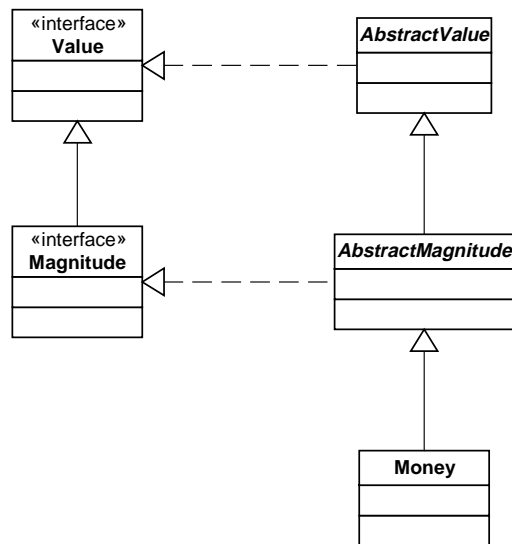 «interface»
Value
AbstractValue
«interface»
Magnitude
AbstractMagnitude
Money